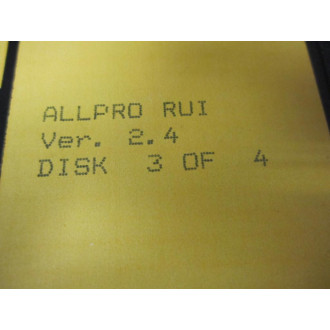 ALLPRO RUI
Ver. 2.4
DISK 3 OF 4